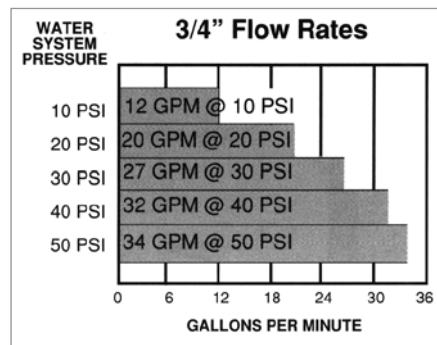 WATER
SYSTEM
PRESSURE
3/4” Flow Rates
10 PSI
12 GPM @ 10 PSI
20 PSI
20 GPM @ 20 PSI
30 PSI
27 GPM @ 30 PSI
40 PSI
32 GPM @ 40 PSI
50 PSI
34 GPM @ 50 PSI
0 6 12 18 24 30 36
GALLONS PER MINUTE